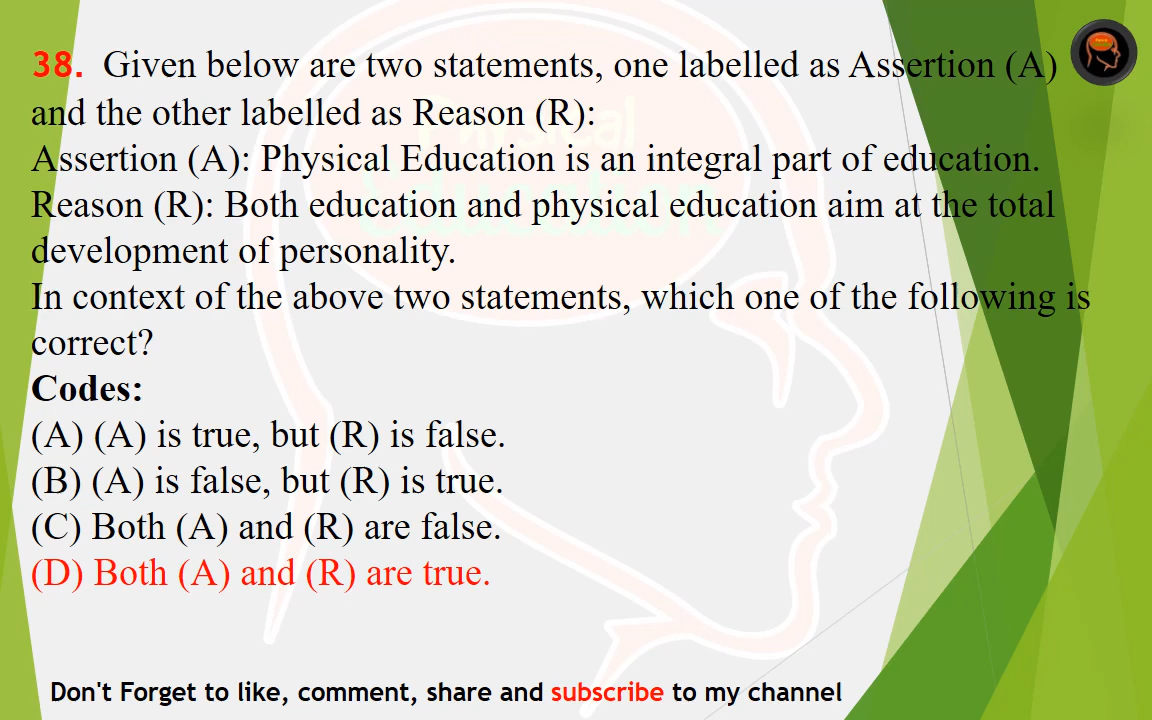 38. Given below are two statements, one labelled as Assertion (A)
and the other labelled as Reason (R):
Assertion (A): Physical Education is an integral part of education.
Reason (R): Both education and physical education aim at the total
development of personality.
In context of the above two statements, which one of the following is
correct?
Codes:
(A) (A) is true, but (R) is false.
(B) (A) is false, but (R) is true.
(C) Both (A) and (R) are false.
(D) Both (A) and (R) are true.
Don't Forget to like, comment, share and subscribe to my channel
Physical
Education